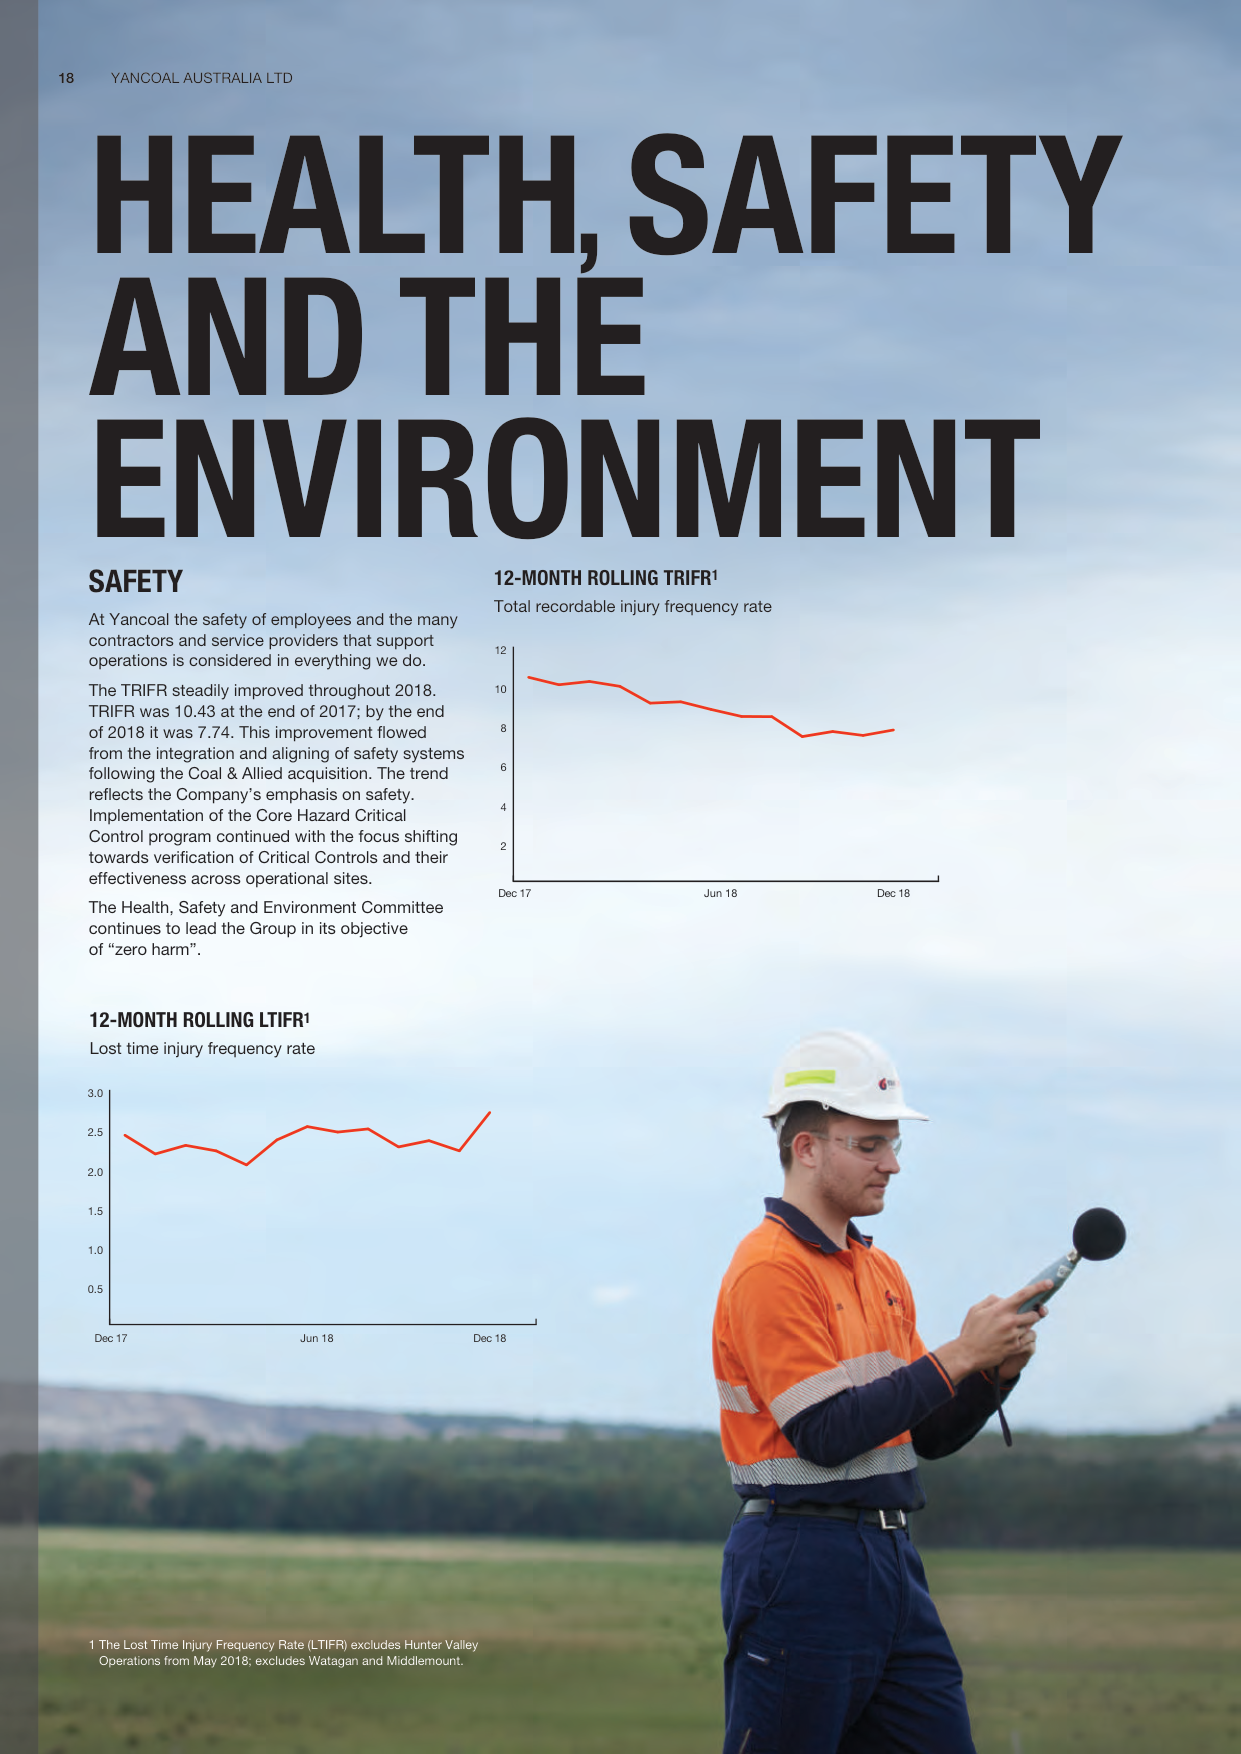 18 YANCOAL AUSTRALIA LTD
HEALTH, SAFETY
AND THE
ENVIRONMENT
SAFETY
At Yancoal the safety of employees and the many
contractors and service providers that support
operations is considered in everything we do.
The TRIFR steadily improved throughout 2018.
TRIFR was 10.43 at the end of 2017; by the end
of 2018 it was 7.74. This improvement flowed
from the integration and aligning of safety systems
following the Coal & Allied acquisition. The trend
reflects the Company's emphasis on safety.
Implementation of the Core Hazard Critical
Control program continued with the focus shifting
towards verification of Critical Controls and their
effectiveness across operational sites.
The Health, Safety and Environment Committee
continues to lead the Group in its objective
of “zero harm”.
12-MONTH ROLLING TRIFR¹
Total recordable injury frequency rate
12
10
8
6
4
2
Dec 17 Jun 18 Dec 18
12-MONTH ROLLING LTIFR¹
Lost time injury frequency rate
3.0
2.5
2.0
1.5
1.0
0.5
Dec 17 Jun 18 Dec 18
1 The Lost Time Injury Frequency Rate (LTIFR) excludes Hunter Valley
Operations from May 2018; excludes Watagan and Middlemount.